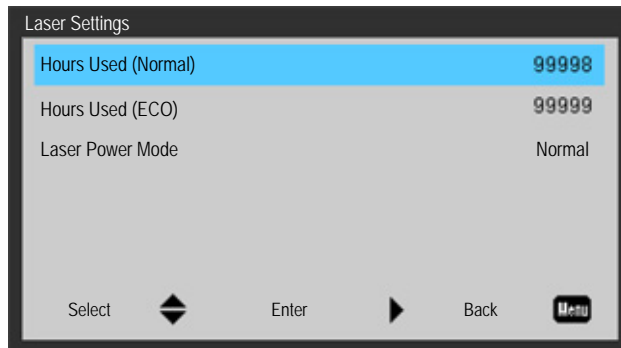 Laser Settings
Hours Used (Normal) 99998
Hours Used (ECO) 99999
Laser Power Mode Normal
Select Enter Back Menu